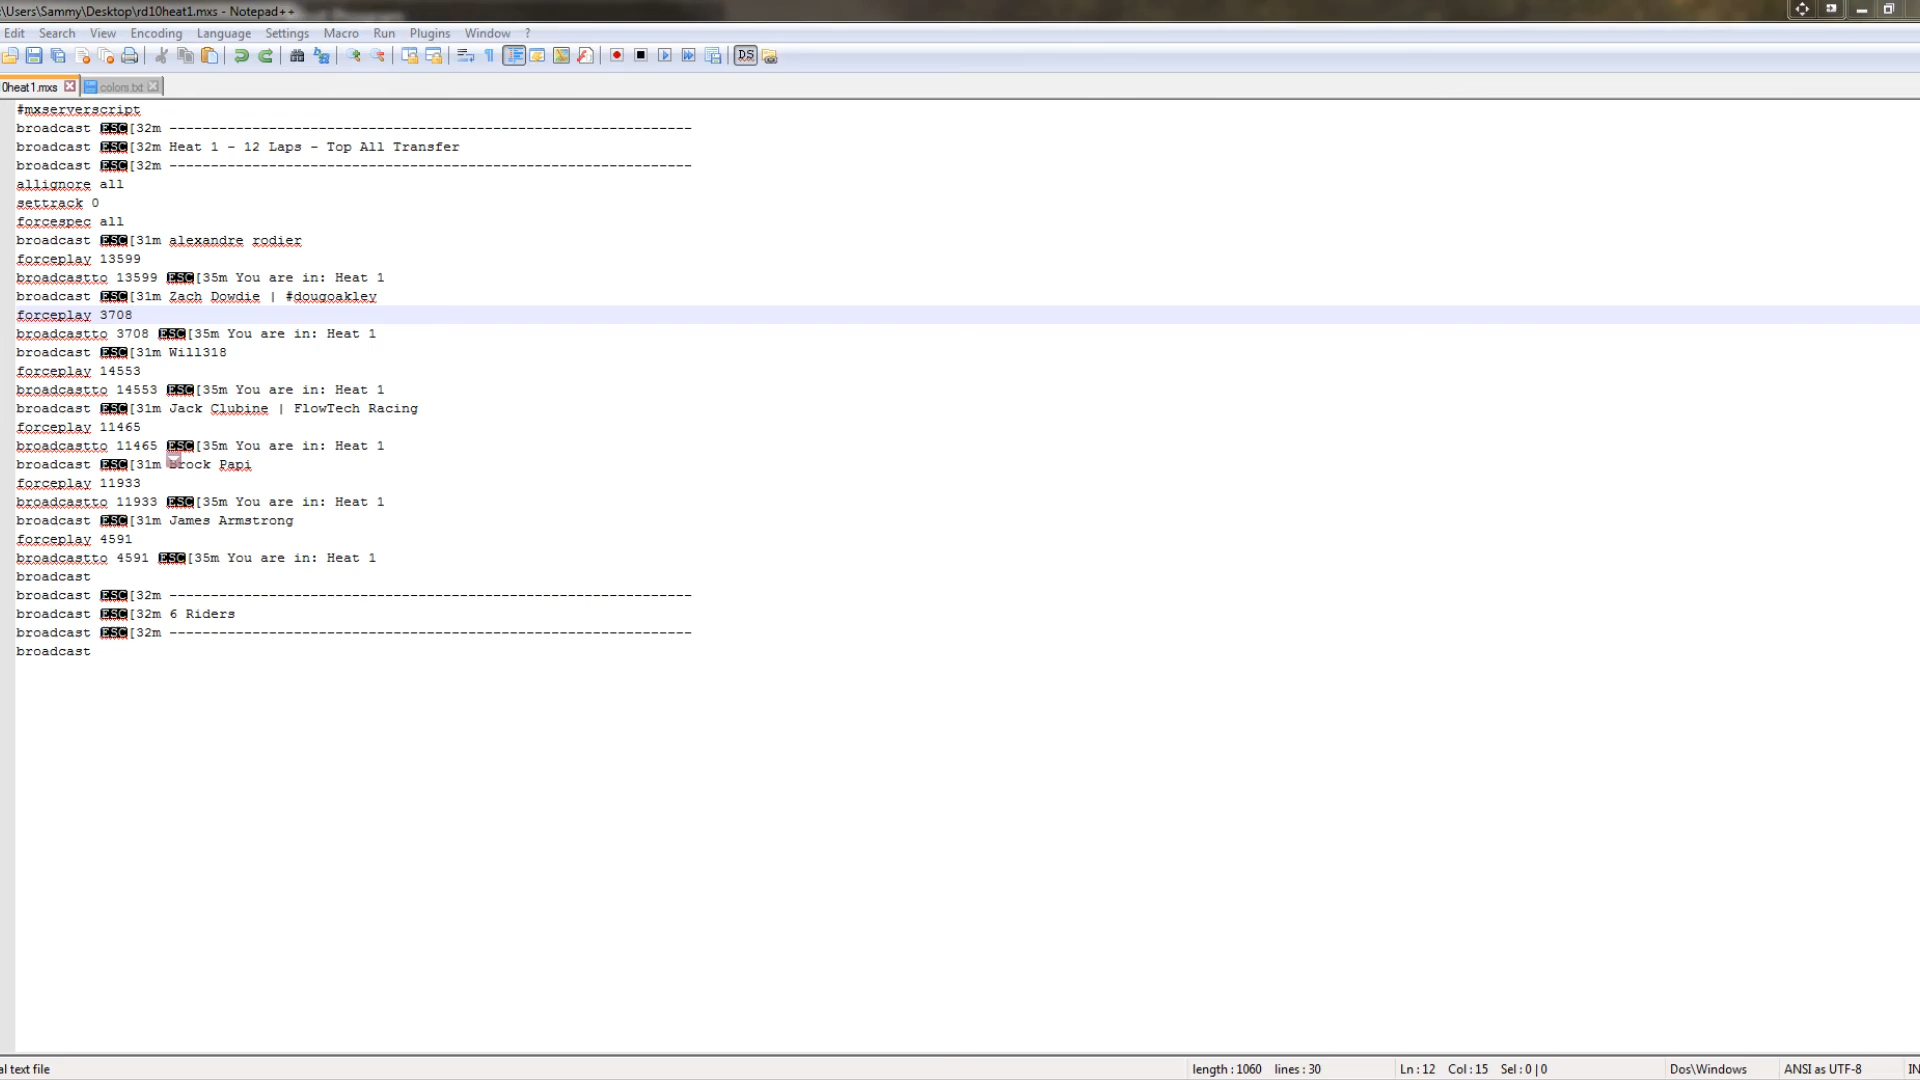 :\Users\Sammy\Desktop\rd10heat1.mxs - Notepad++
Edit Search View Encoding Language Settings Macro Run Plugins Window ?
0heat1.mxs colors.txt
#mxserverscript
broadcast ESC[32m ---------------------------------------------------------------
broadcast ESC[32m Heat 1 - 12 Laps - Top All Transfer
broadcast ESC[32m ---------------------------------------------------------------
allignore all
settrack 0
forcespec all
broadcast ESC[31m alexandre rodier
forceplay 13599
broadcastto 13599 ESC[35m You are in: Heat 1
broadcast ESC[31m Zach Dowdie | #dougoakley
forceplay 3708
broadcastto 3708 ESC[35m You are in: Heat 1
broadcast ESC[31m Will318
forceplay 14553
broadcastto 14553 ESC[35m You are in: Heat 1
broadcast ESC[31m Jack Clubine | FlowTech Racing
forceplay 11465
broadcastto 11465 ESC[35m You are in: Heat 1
broadcast ESC[31m Brock Papi
forceplay 11933
broadcastto 11933 ESC[35m You are in: Heat 1
broadcast ESC[31m James Armstrong
forceplay 4591
broadcastto 4591 ESC[35m You are in: Heat 1
broadcast
broadcast ESC[32m ---------------------------------------------------------------
broadcast ESC[32m 6 Riders
broadcast ESC[32m ---------------------------------------------------------------
broadcast
al text file length : 1060 lines : 30 Ln : 12 Col : 15 Sel : 0 | 0 Dos\Windows ANSI as UTF-8 IN